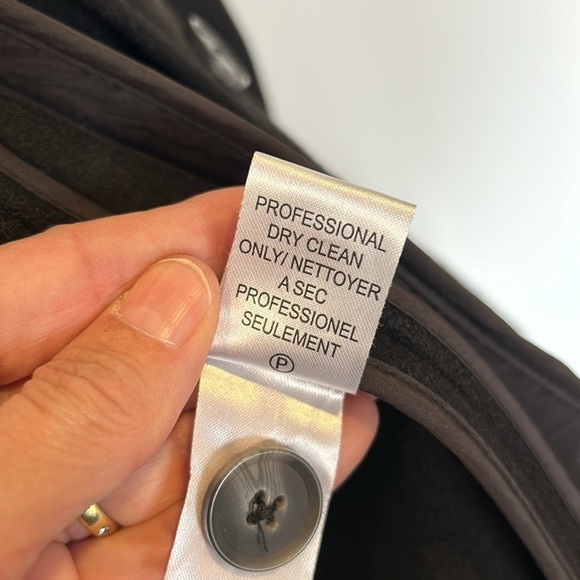 PROFESSIONAL
DRY CLEAN
ONLY/ NETTOYER
A SEC
PROFESSIONEL
SEULEMENT
P